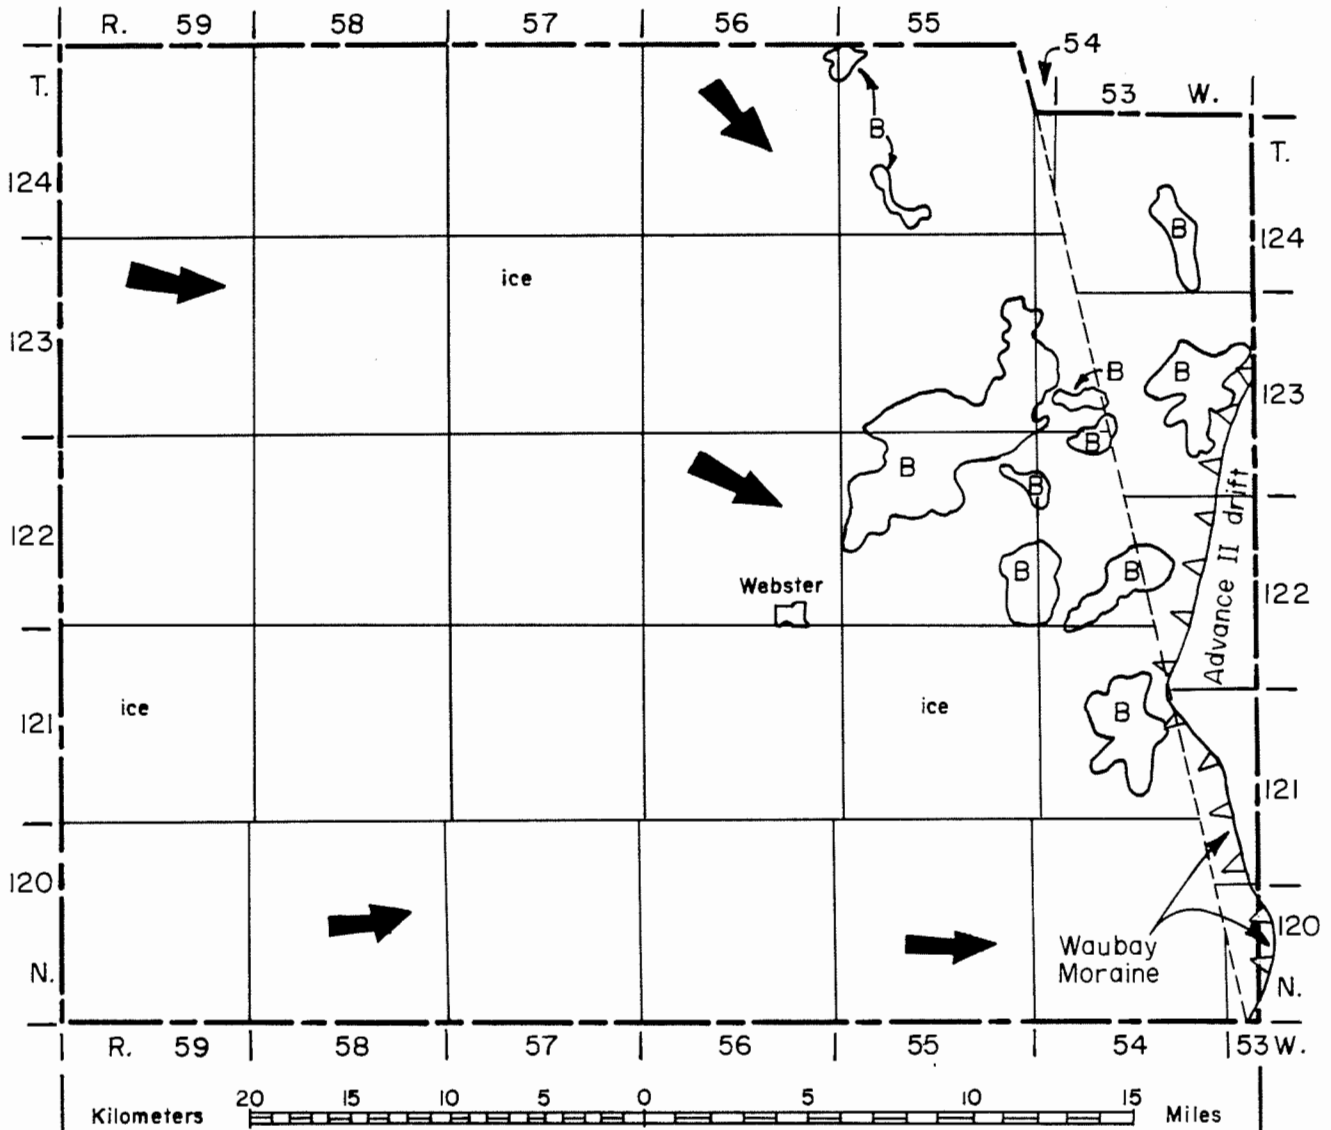 R. 59 58 57 56 55
54
53 W.
T. T.
B
124
B
124
ice
123
B B
123
B
B
B
Advance II drift
122
B B
122
Webster
ice ice
B
121
121
120
120
Waubay
Moraine
N. N.
R. 59 58 57 56 55 54 53 W.
20 15 10 5 0 5 10 15
Kilometers Miles